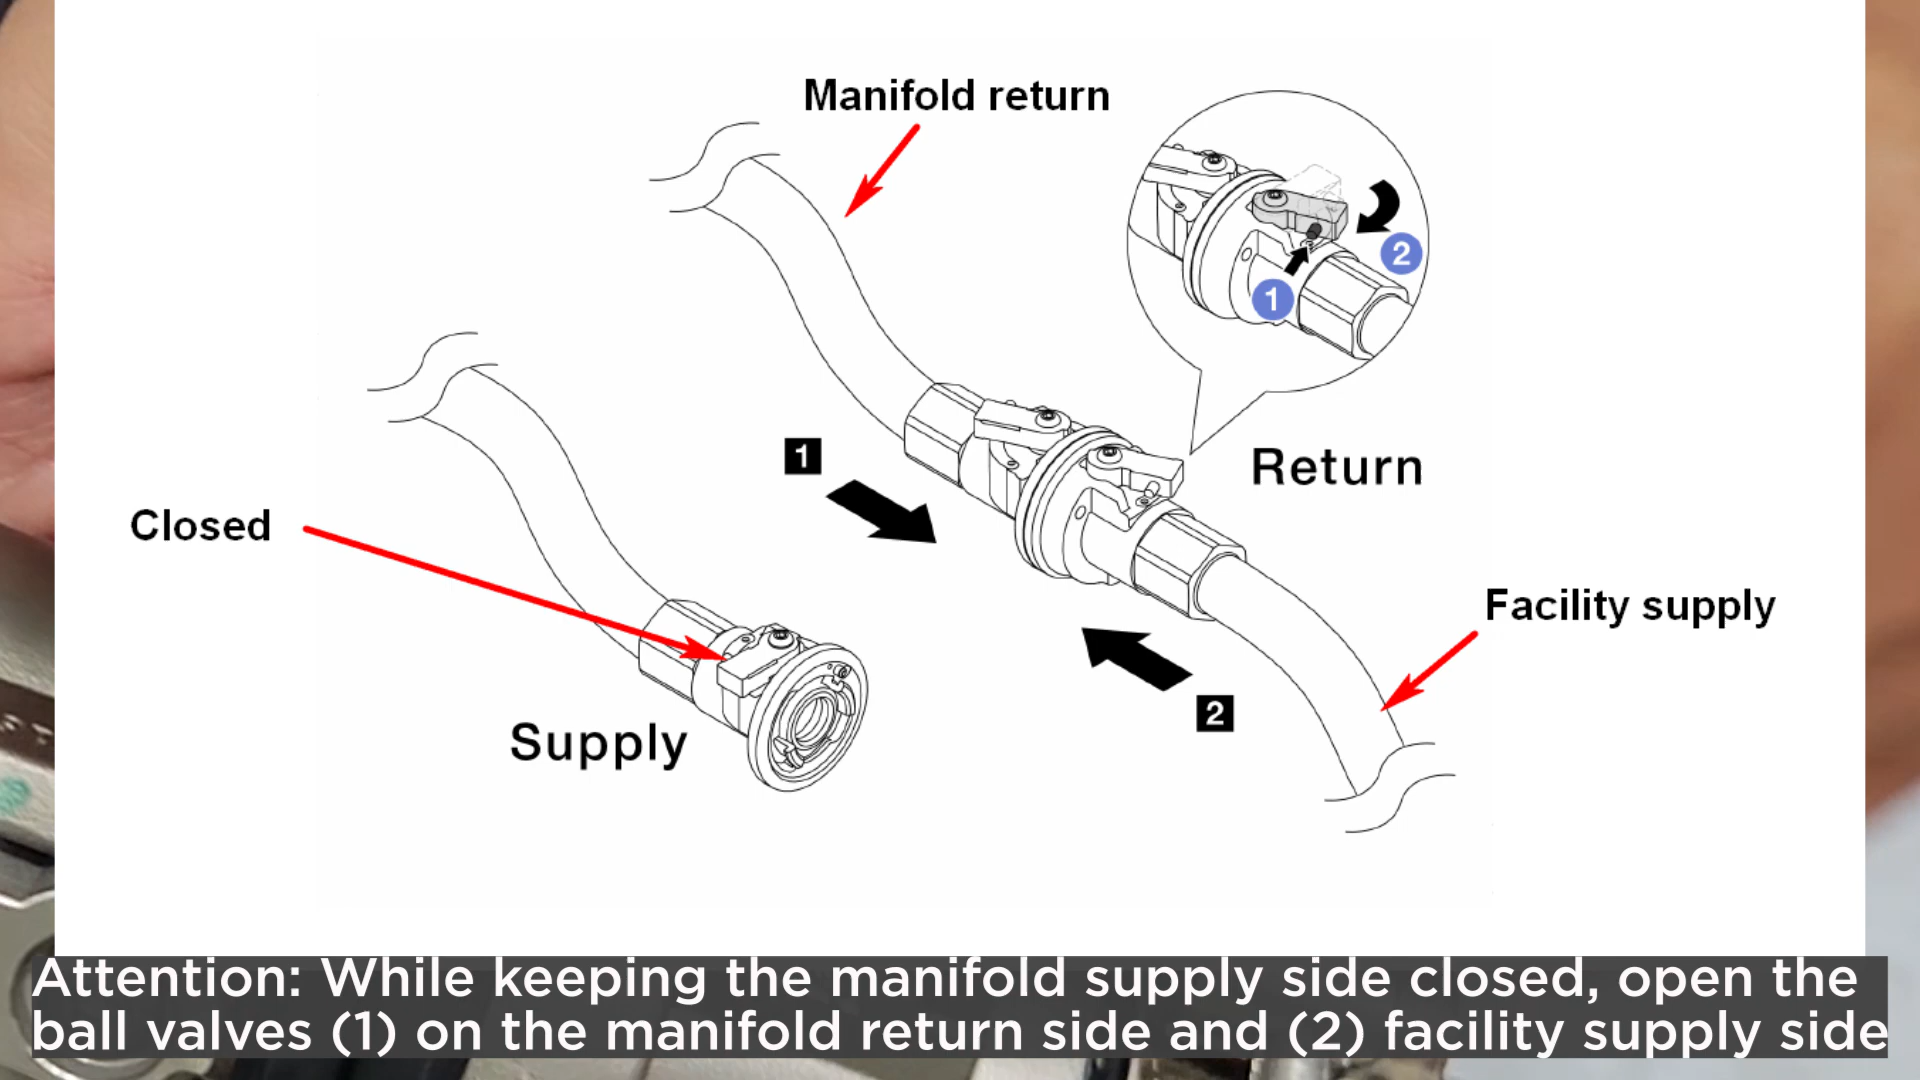 Manifold return
2
1
1
Return
Closed
Facility supply
2
Supply
Attention: While keeping the manifold supply side closed, open the
ball valves (1) on the manifold return side and (2) facility supply side